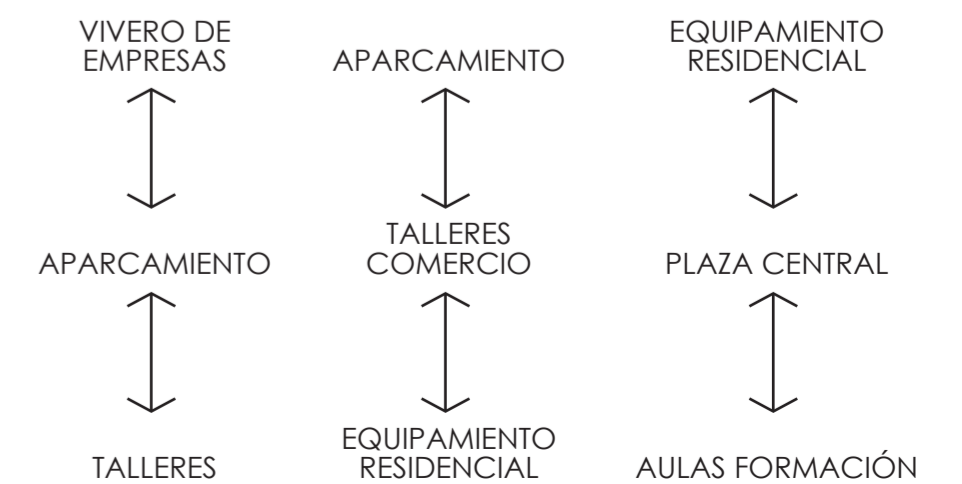 VIVERO DE
EMPRESAS
APARCAMIENTO
EQUIPAMIENTO
RESIDENCIAL
APARCAMIENTO
TALLERES
COMERCIO
PLAZA CENTRAL
TALLERES
EQUIPAMIENTO
RESIDENCIAL
AULAS FORMACIÓN